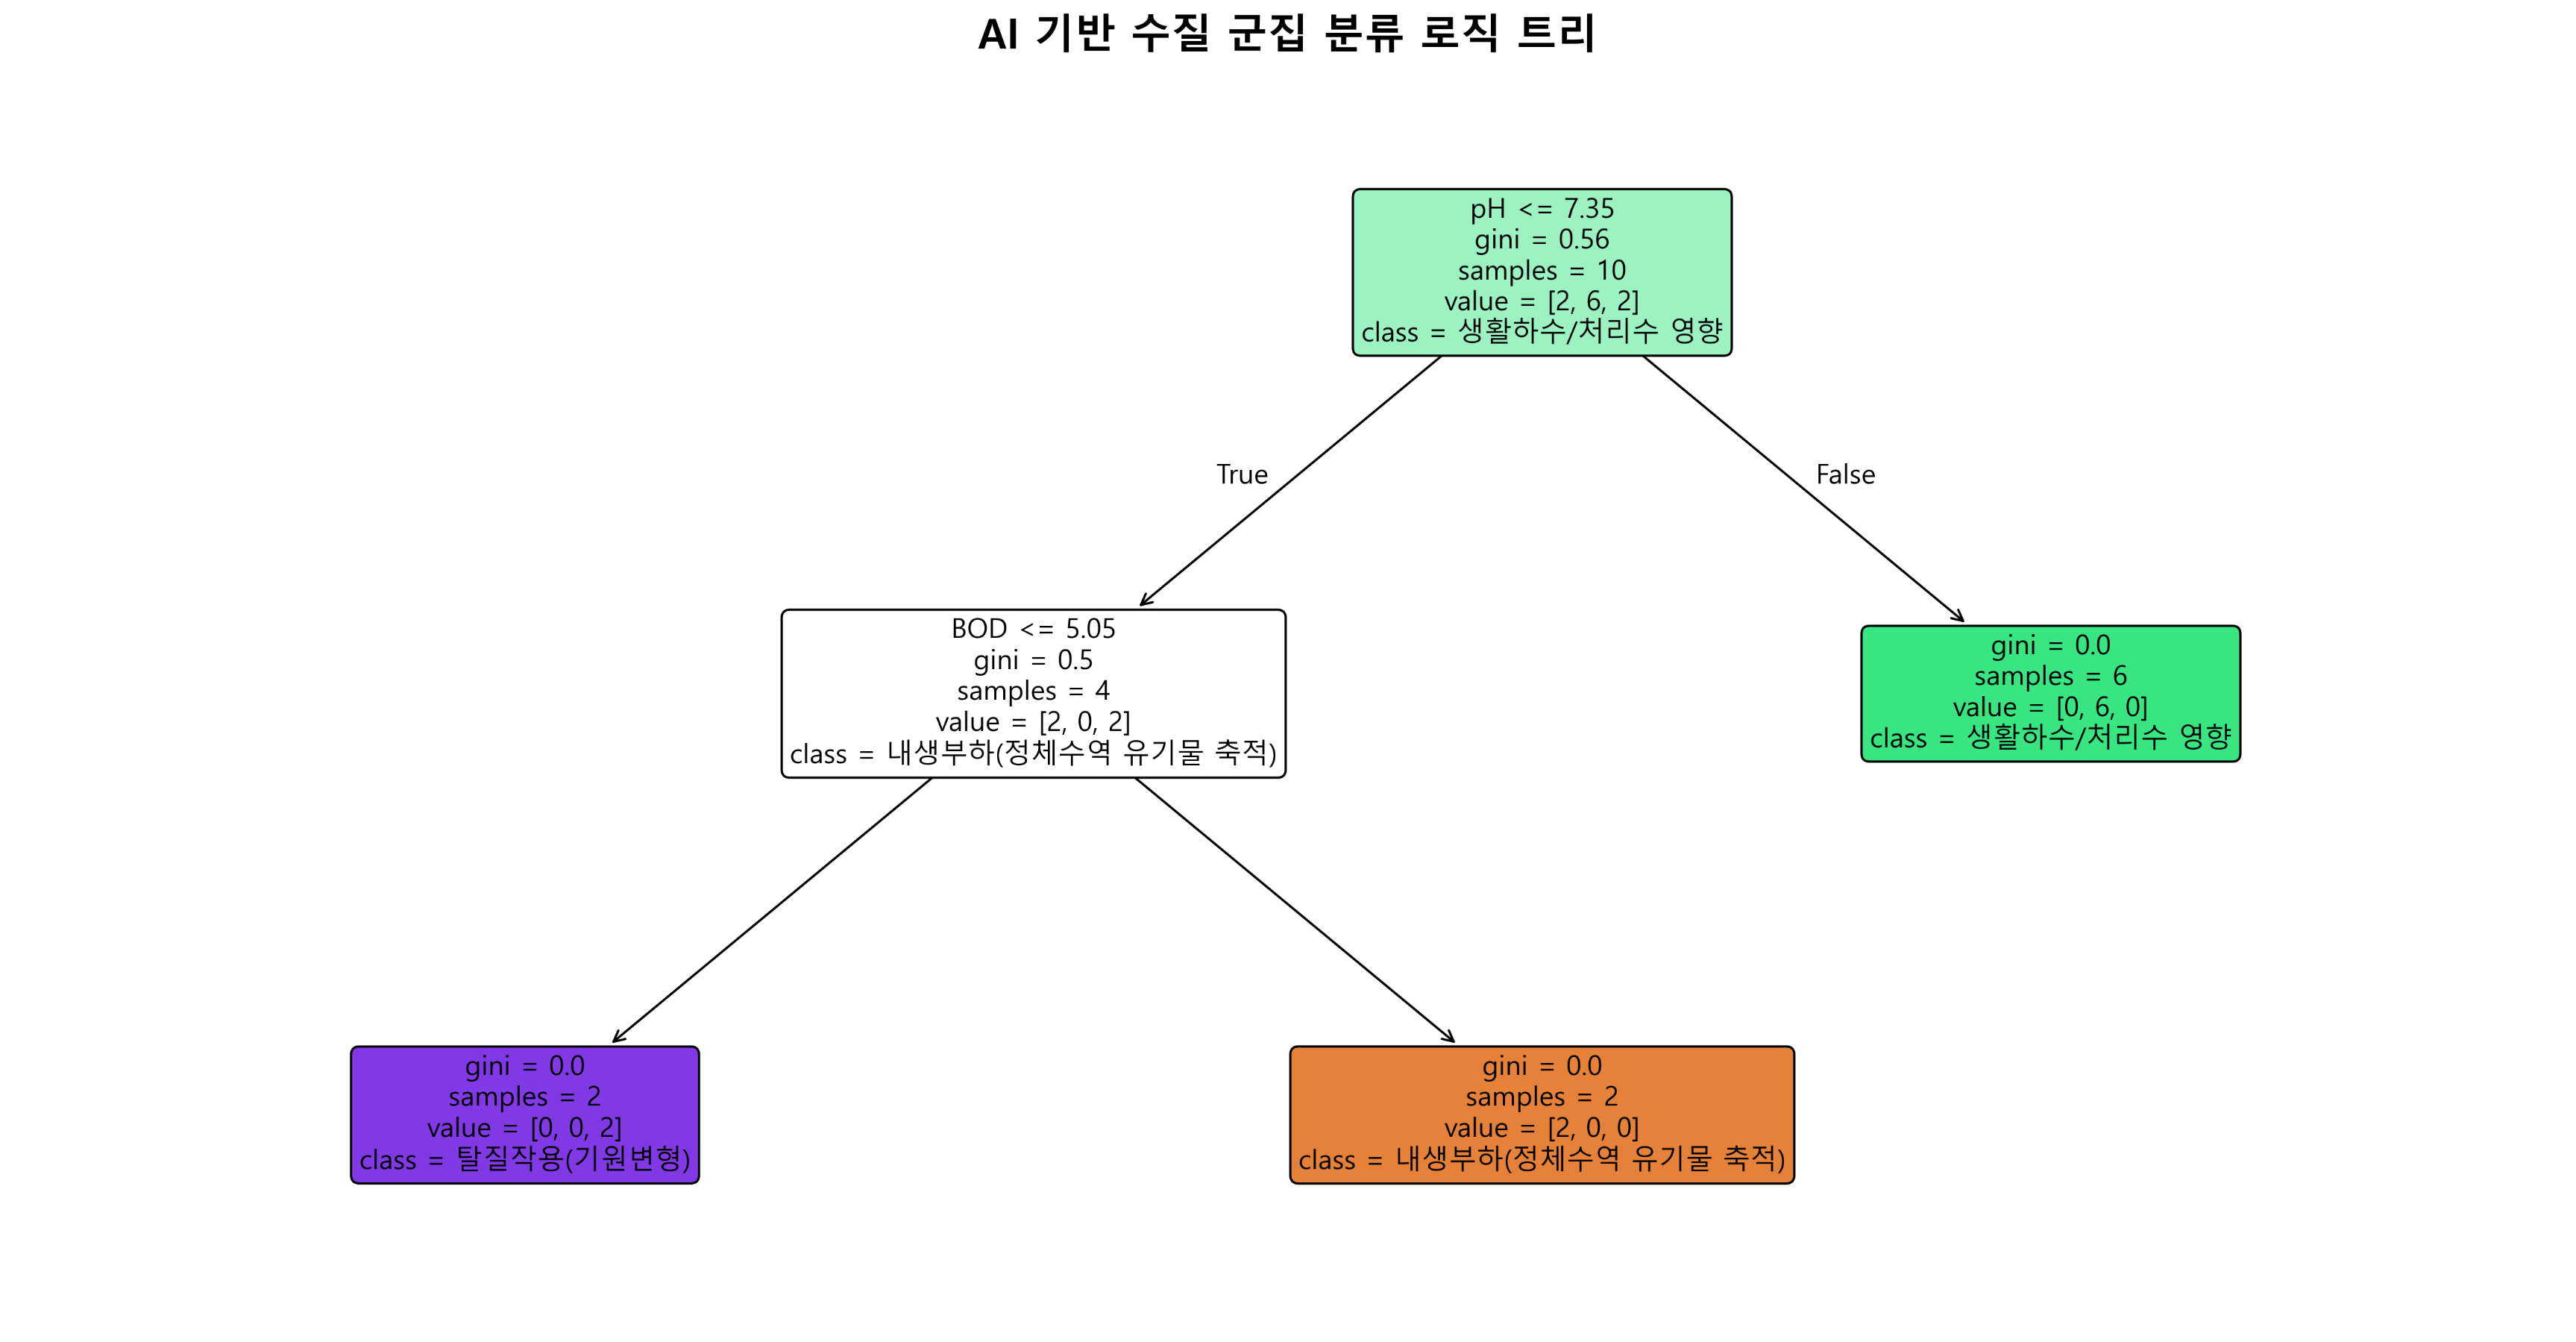 AI 기반 수질 군집 분류 로직 트리
pH <= 7.35
gini = 0.56
samples = 10
value = [2, 6, 2]
class = 생활하수/처리수 영향
True
False
BOD <= 5.05
gini = 0.5
samples = 4
value = [2, 0, 2]
class = 내생부하(정체수역 유기물 축적)
gini = 0.0
samples = 6
value = [0, 6, 0]
class = 생활하수/처리수 영향
gini = 0.0
samples = 2
value = [0, 0, 2]
class = 탈질작용(기원변형)
gini = 0.0
samples = 2
value = [2, 0, 0]
class = 내생부하(정체수역 유기물 축적)